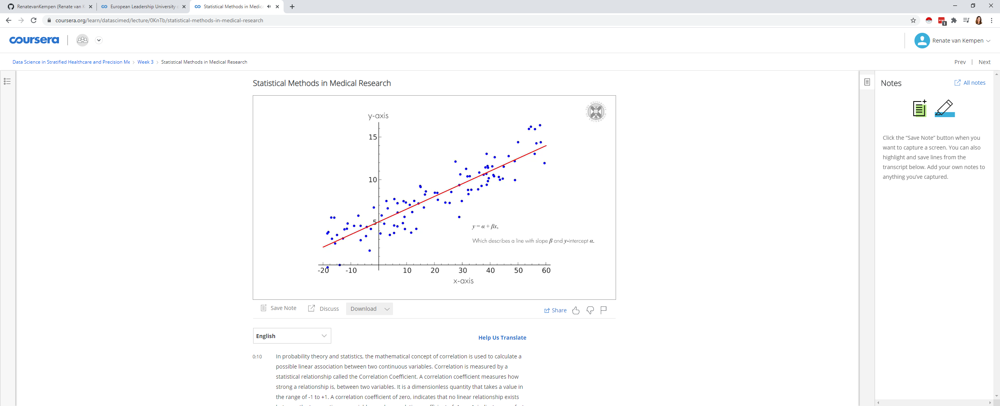 RenatevanKempen (Renate van K
European Leadership University c
Statistical Methods in Medica
coursera.org/learn/datascimed/lecture/0KnTb/statistical-methods-in-medical-research
1
coursera
Renate van Kempen
Data Science in Stratified Healthcare and Precision Me
Week 3
Statistical Methods in Medical Research
Prev | Next
Statistical Methods in Medical Research
THE UNIVERSITY OF EDINBURGH
y-axis
15
10
5
y = α + βx,
Which describes a line with slope β and y-intercept α.
-20 -10 10 20 30 40 50 60
x-axis
Save Note
Discuss
Download
Share
English
Help Us Translate
0:10
In probability theory and statistics, the mathematical concept of correlation is used to calculate a
possible linear association between two continuous variables. Correlation is measured by a
statistical relationship called the Correlation Coefficient. A correlation coefficient measures how
strong a relationship is, between two variables. It is a dimensionless quantity that takes a value in
the range of -1 to +1. A correlation coefficient of zero, indicates that no linear relationship exists
Notes
All notes
Click the “Save Note” button when you
want to capture a screen. You can also
highlight and save lines from the
transcript below. Add your own notes to
anything you’ve captured.